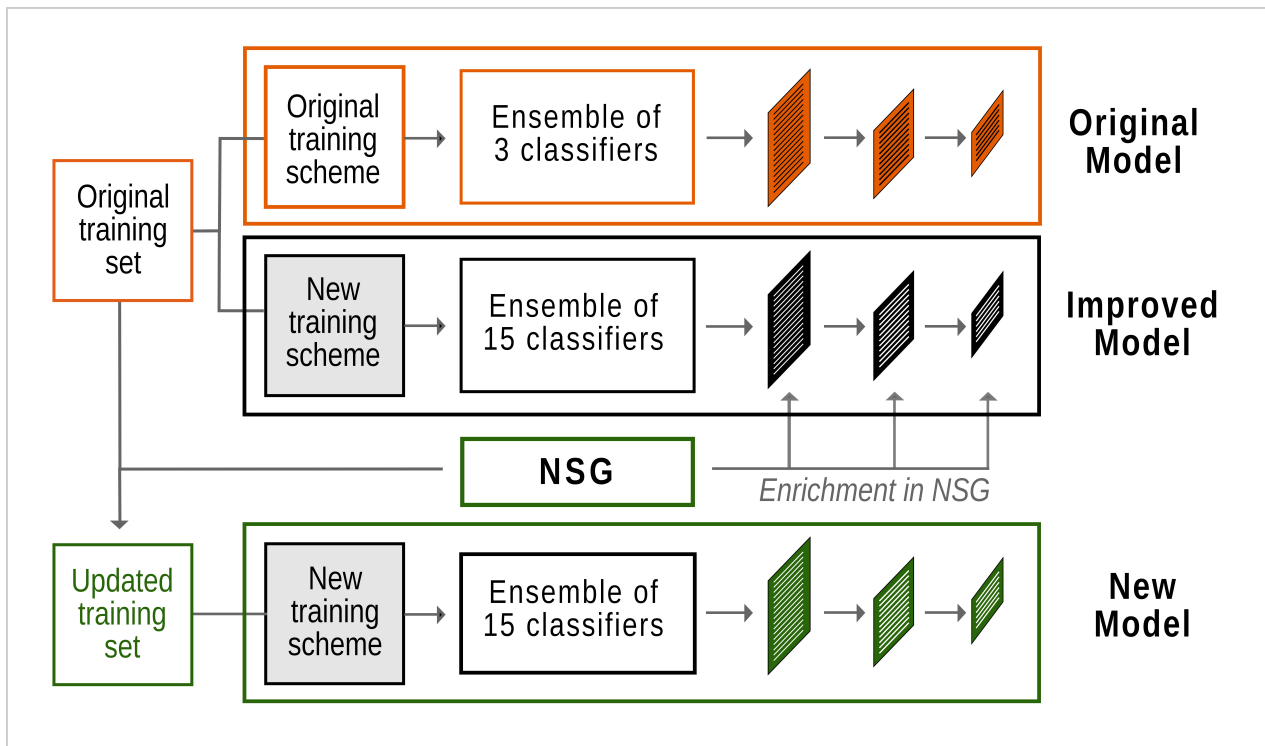 Original
training
set
Original
training
scheme
Ensemble of
3 classifiers
Original
Model
New
training
scheme
Ensemble of
15 classifiers
Improved
Model
NSG
Enrichment in NSG
Updated
training
set
New
training
scheme
Ensemble of
15 classifiers
New
Model